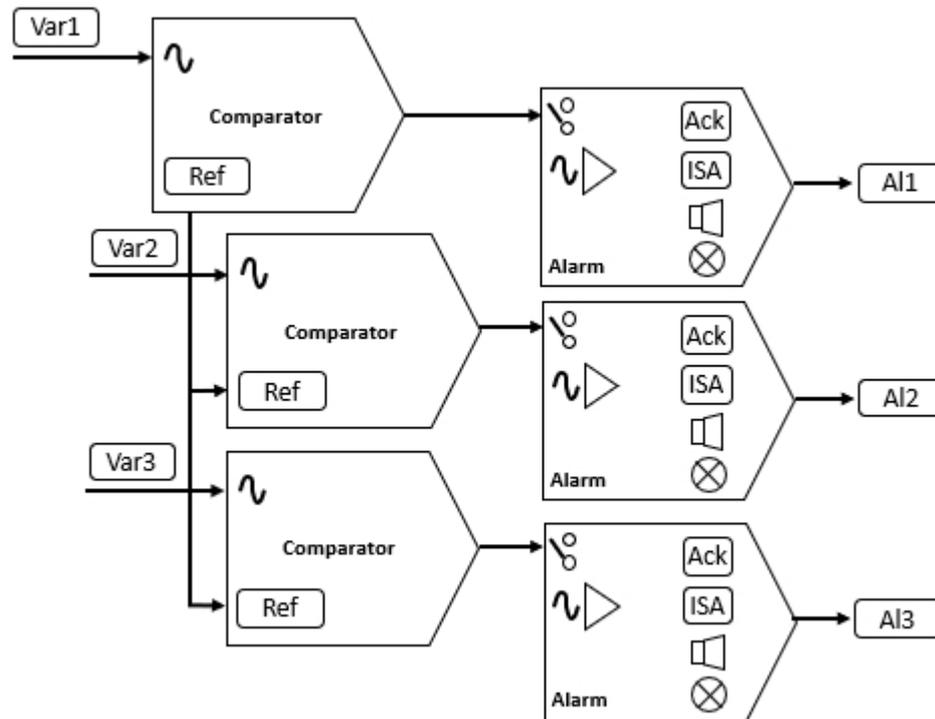 Var1
Comparator
Ref
Ack
ISA
Alarm
Al1
Var2
Comparator
Ref
Ack
ISA
Alarm
Al2
Var3
Comparator
Ref
Ack
ISA
Alarm
Al3